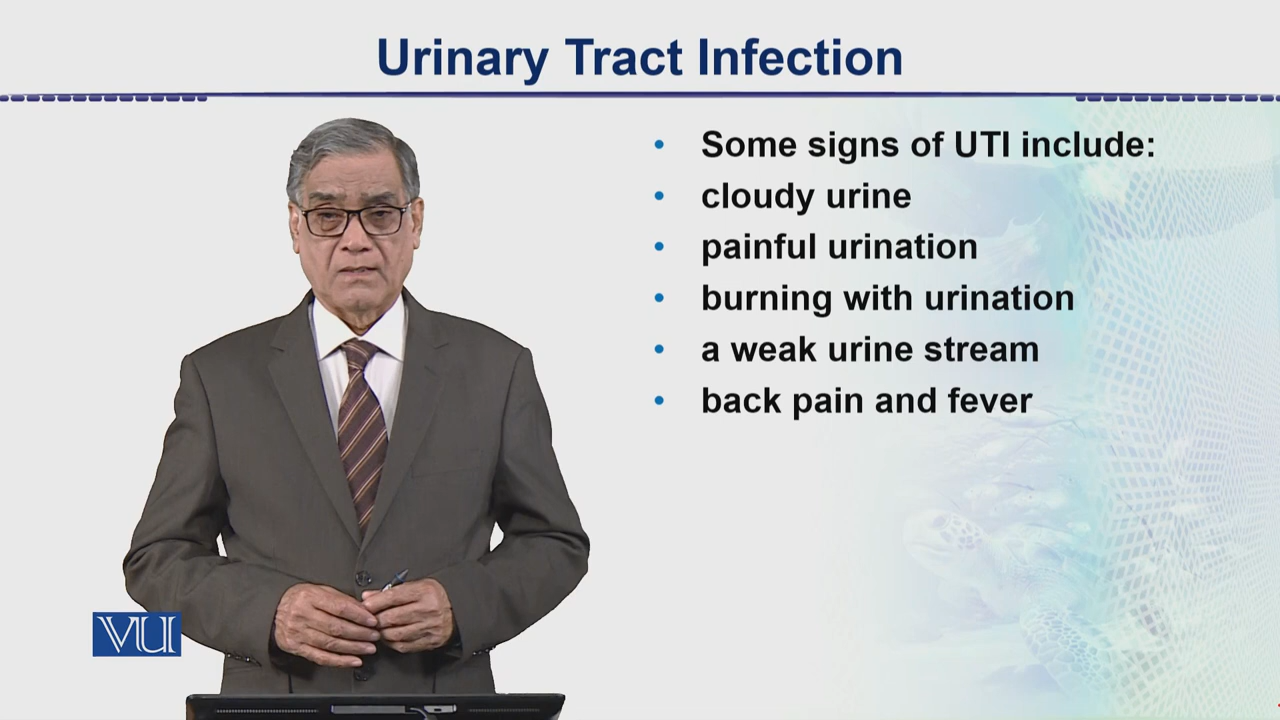 Urinary Tract Infection
• Some signs of UTI include:
• cloudy urine
• painful urination
• burning with urination
• a weak urine stream
• back pain and fever
VU